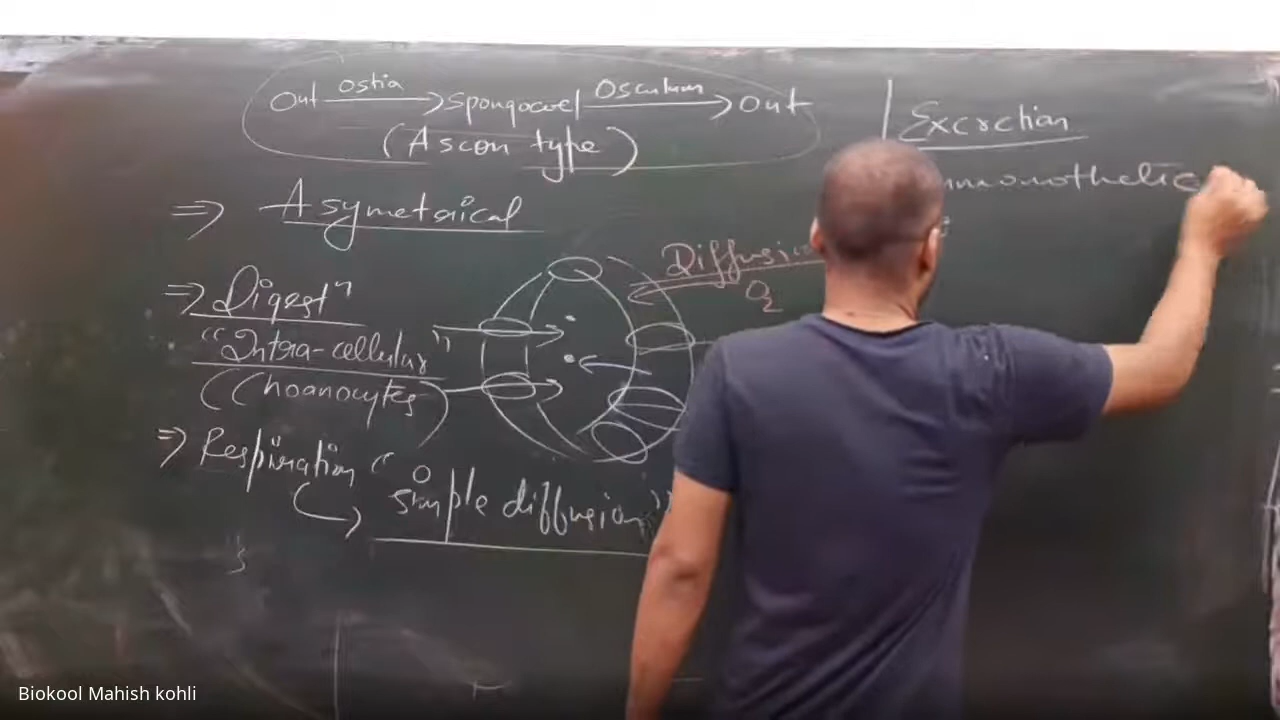 Out ostia → spongocoel Osculum → Out
(Ascon type)
⇒ Asymetrical
⇒ Digestⁿ
"Intra-cellular"
(Choanocytes)
⇒ Respiration
"simple diffusion"
Diffusion
O2
Excretion
Biokool Mahish kohli